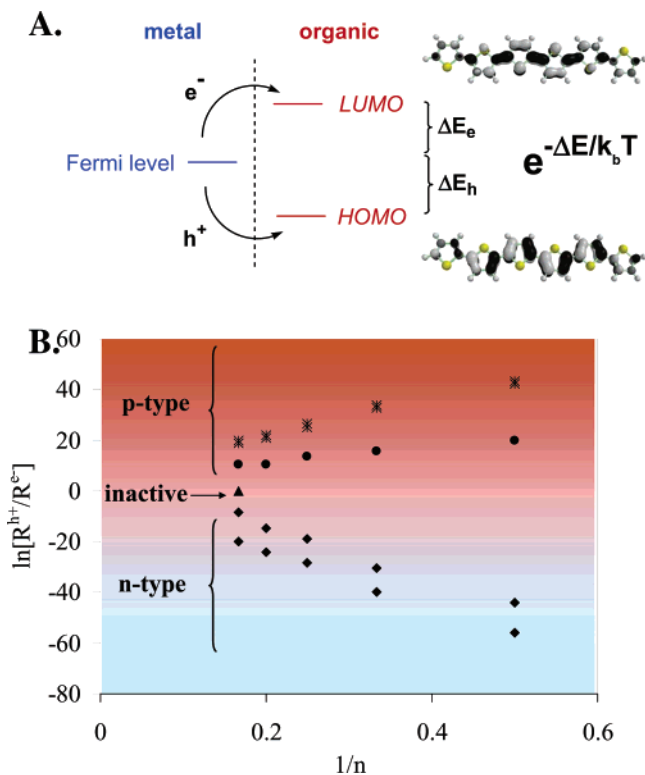 A.
metal organic
e-
LUMO
ΔEe
Fermi level
e-ΔE/kbT
ΔEh
HOMO
h+
B.
60
40
20
0
-20
-40
-60
-80
ln[Rh+/Re-]
p-type
inactive
n-type
0 0.2 0.4 0.6
1/n